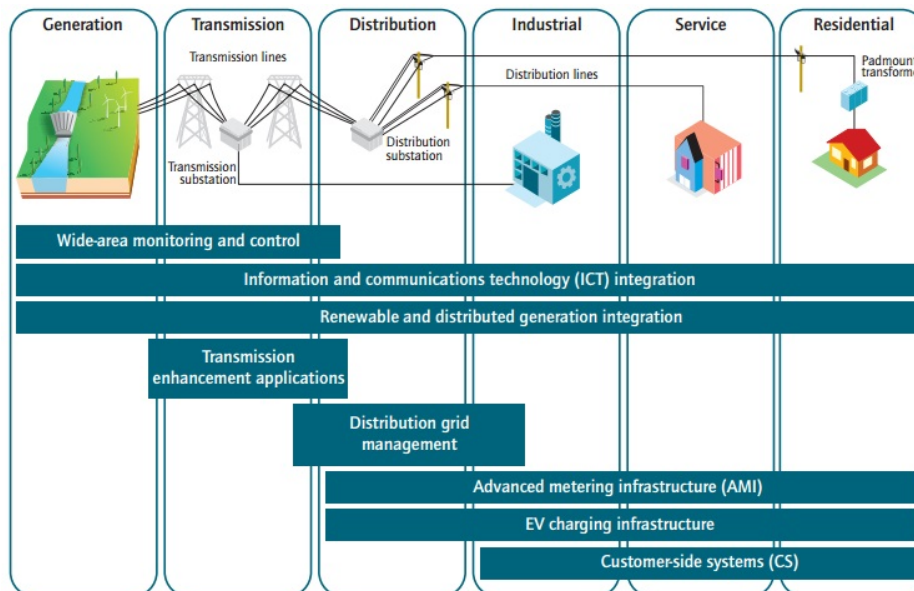 Generation
Transmission
Distribution
Industrial
Service
Residential
Transmission lines
Distribution lines
Padmount
transforme
Transmission
substation
Distribution
substation
Wide-area monitoring and control
Information and communications technology (ICT) integration
Renewable and distributed generation integration
Transmission
enhancement applications
Distribution grid
management
Advanced metering infrastructure (AMI)
EV charging infrastructure
Customer-side systems (CS)